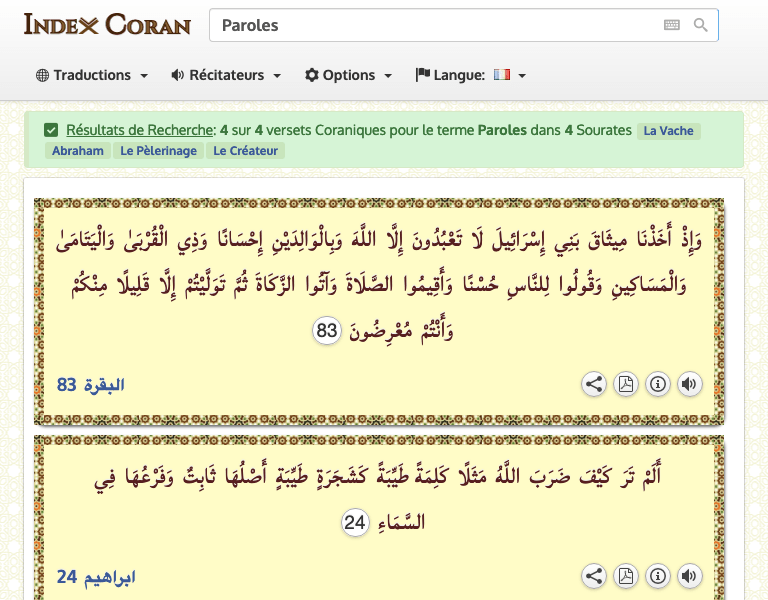 Index Coran
Paroles
Traductions Récitateurs Options Langue:
Résultats de Recherche: 4 sur 4 versets Coraniques pour le terme Paroles dans 4 Sourates La Vache
Abraham Le Pèlerinage Le Créateur
وَإِذْ أَخَذْنَا مِيثَاقَ بَنِي إِسْرَائِيلَ لَا تَعْبُدُونَ إِلَّا اللَّهَ وَبِالْوَالِدَيْنِ إِحْسَانًا وَذِي الْقُرْبَىٰ وَالْيَتَامَىٰ
وَالْمَسَاكِينِ وَقُولُوا لِلنَّاسِ حُسْنًا وَأَقِيمُوا الصَّلَاةَ وَآتُوا الزَّكَاةَ ثُمَّ تَوَلَّيْتُمْ إِلَّا قَلِيلًا مِنْكُمْ
وَأَنْتُمْ مُعْرِضُونَ 83
البقرة 83
أَلَمْ تَرَ كَيْفَ ضَرَبَ اللَّهُ مَثَلًا كَلِمَةً طَيِّبَةً كَشَجَرَةٍ طَيِّبَةٍ أَصْلُهَا ثَابِتٌ وَفَرْعُهَا فِي
السَّمَاءِ 24
ابراهيم 24